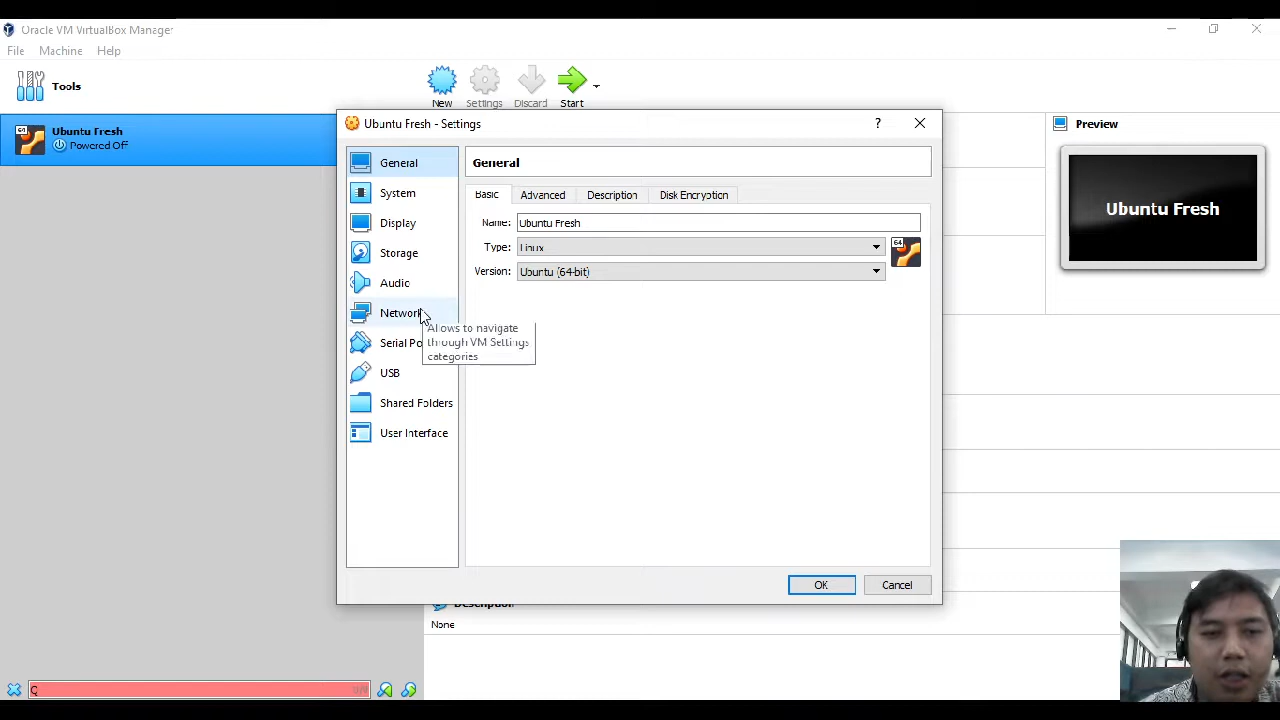 Oracle VM VirtualBox Manager
File Machine Help
Tools
New Settings Discard Start
64
Ubuntu Fresh
Powered Off
Ubuntu Fresh - Settings
?
General
System
Display
Storage
Audio
Network
Serial Po
USB
Shared Folders
User Interface
Allows to navigate
through VM Settings
categories
General
Basic Advanced Description Disk Encryption
Name: Ubuntu Fresh
Type: Linux
64
Version: Ubuntu (64-bit)
OK Cancel
Preview
Ubuntu Fresh
Description
None
Q